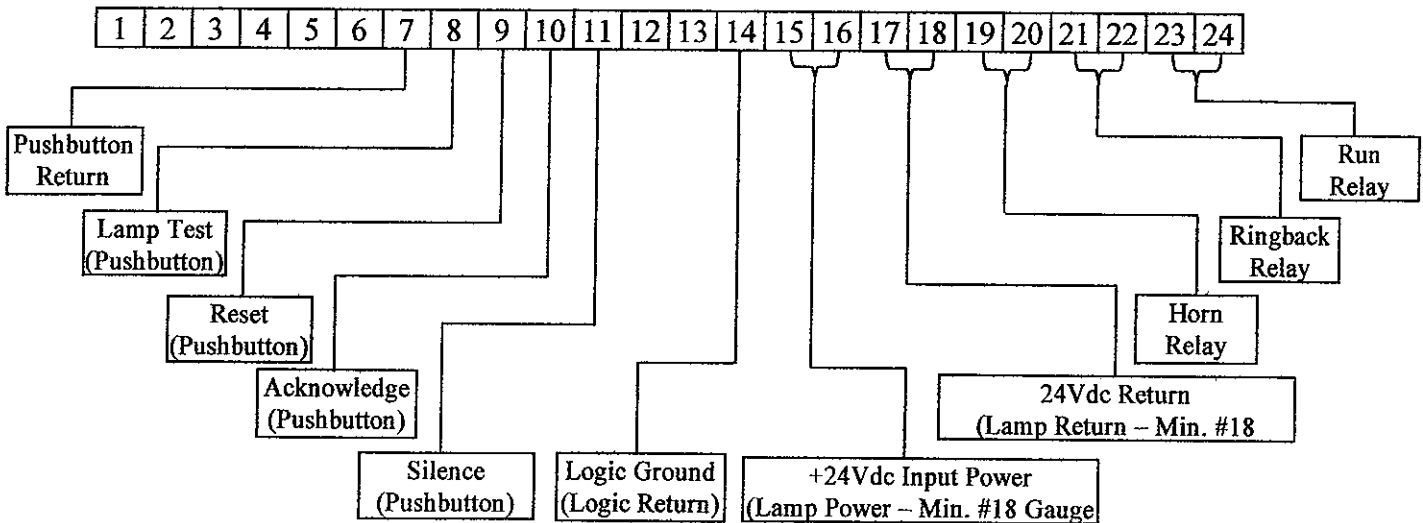 1 2 3 4 5 6 7 8 9 10 11 12 13 14 15 16 17 18 19 20 21 22 23 24
Pushbutton
Return
Lamp Test
(Pushbutton)
Reset
(Pushbutton)
Acknowledge
(Pushbutton)
Silence
(Pushbutton)
Logic Ground
(Logic Return)
+24Vdc Input Power
(Lamp Power – Min. #18 Gauge
24Vdc Return
(Lamp Return – Min. #18
Horn
Relay
Ringback
Relay
Run
Relay